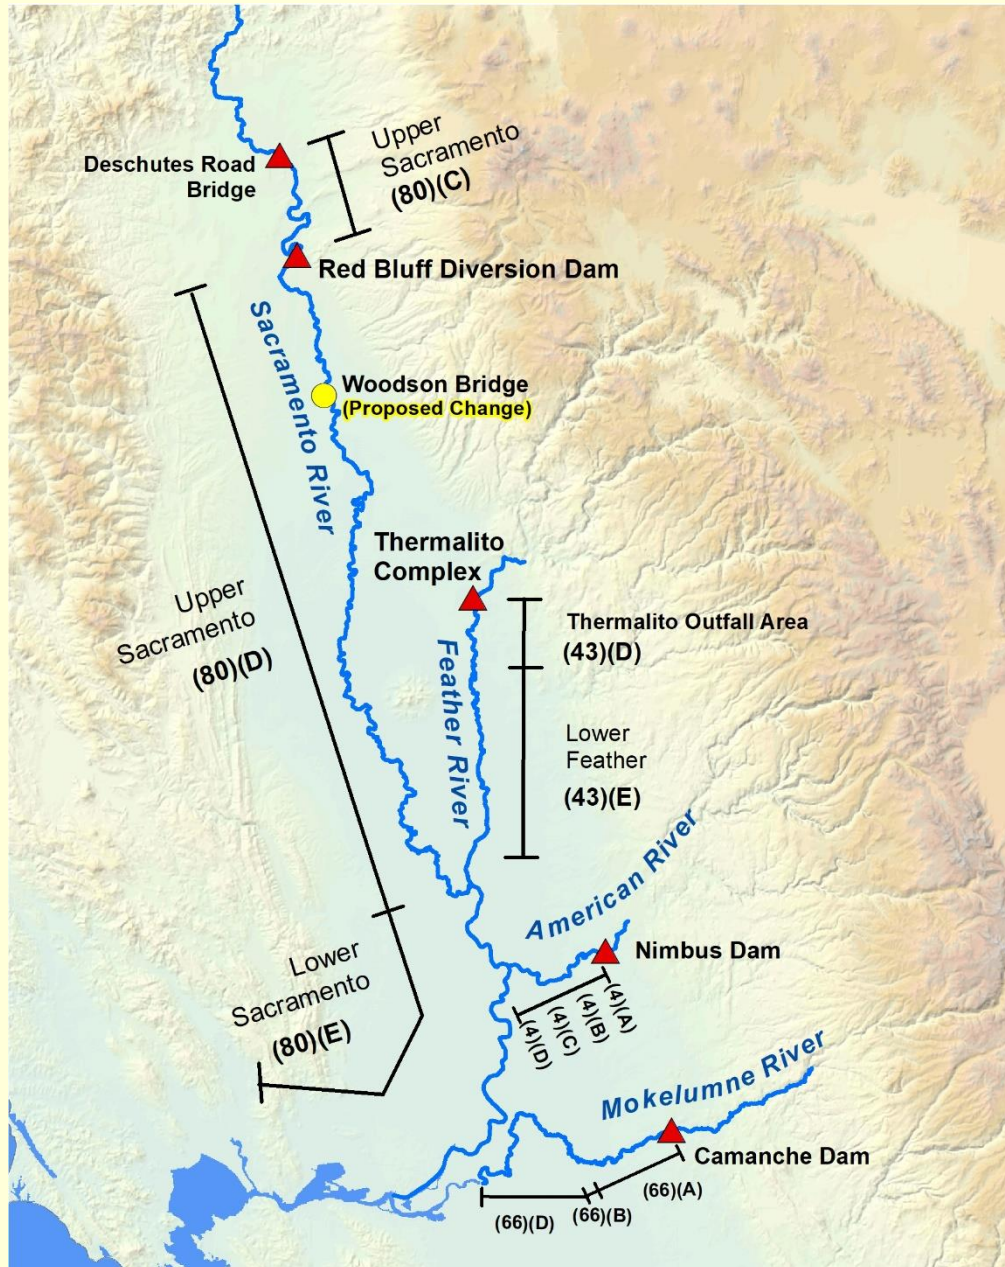 Upper
Sacramento
(80)(C)
Deschutes Road
Bridge
Red Bluff Diversion Dam
Sacramento River
Woodson Bridge
(Proposed Change)
Thermalito
Complex
Thermalito Outfall Area
(43)(D)
Upper
Sacramento
(80)(D)
Feather River
Lower
Feather
(43)(E)
American River
Nimbus Dam
Lower
Sacramento
(80)(E)
(4)(A)
(4)(B)
(4)(C)
(4)(D)
Mokelumne River
Camanche Dam
(66)(A)
(66)(B)
(66)(D)